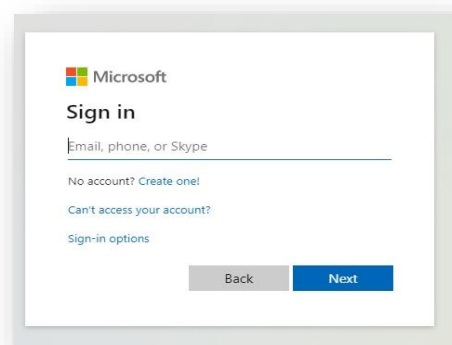 Microsoft
Sign in
Email, phone, or Skype
No account? Create one!
Can't access your account?
Sign-in options
Back Next